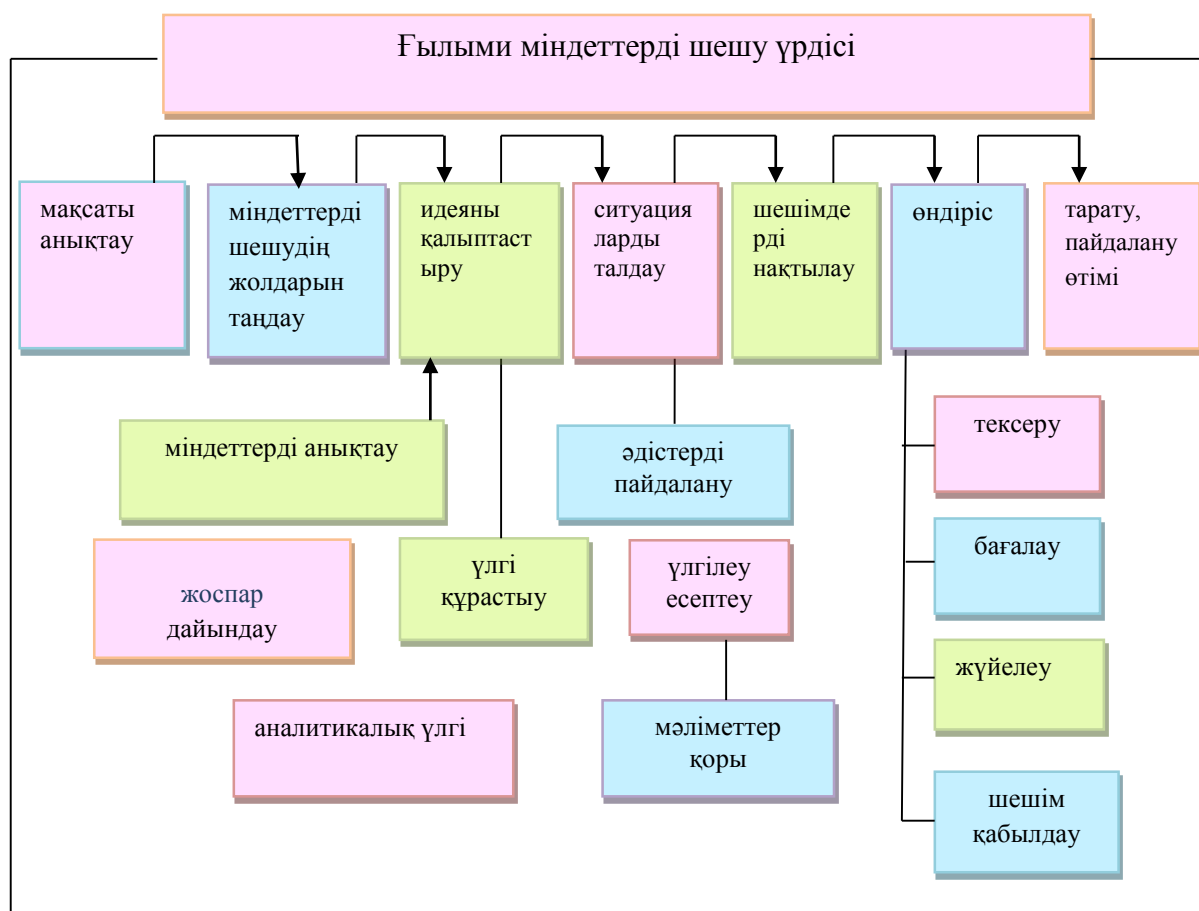 Ғылыми міндеттерді шешу үрдісі
мақсаты
анықтау
міндеттерді
шешудің
жолдарын
таңдау
идеяны
қалыптаст
ыру
ситуация
ларды
талдау
шешімде
рді
нақтылау
өндіріс
тарату,
пайдалану
өтімі
міндеттерді анықтау
әдістерді
пайдалану
тексеру
жоспар
дайындау
үлгі
құрастыу
үлгілеу
есептеу
бағалау
аналитикалық үлгі
мәліметтер
қоры
жүйелеу
шешім
қабылдау